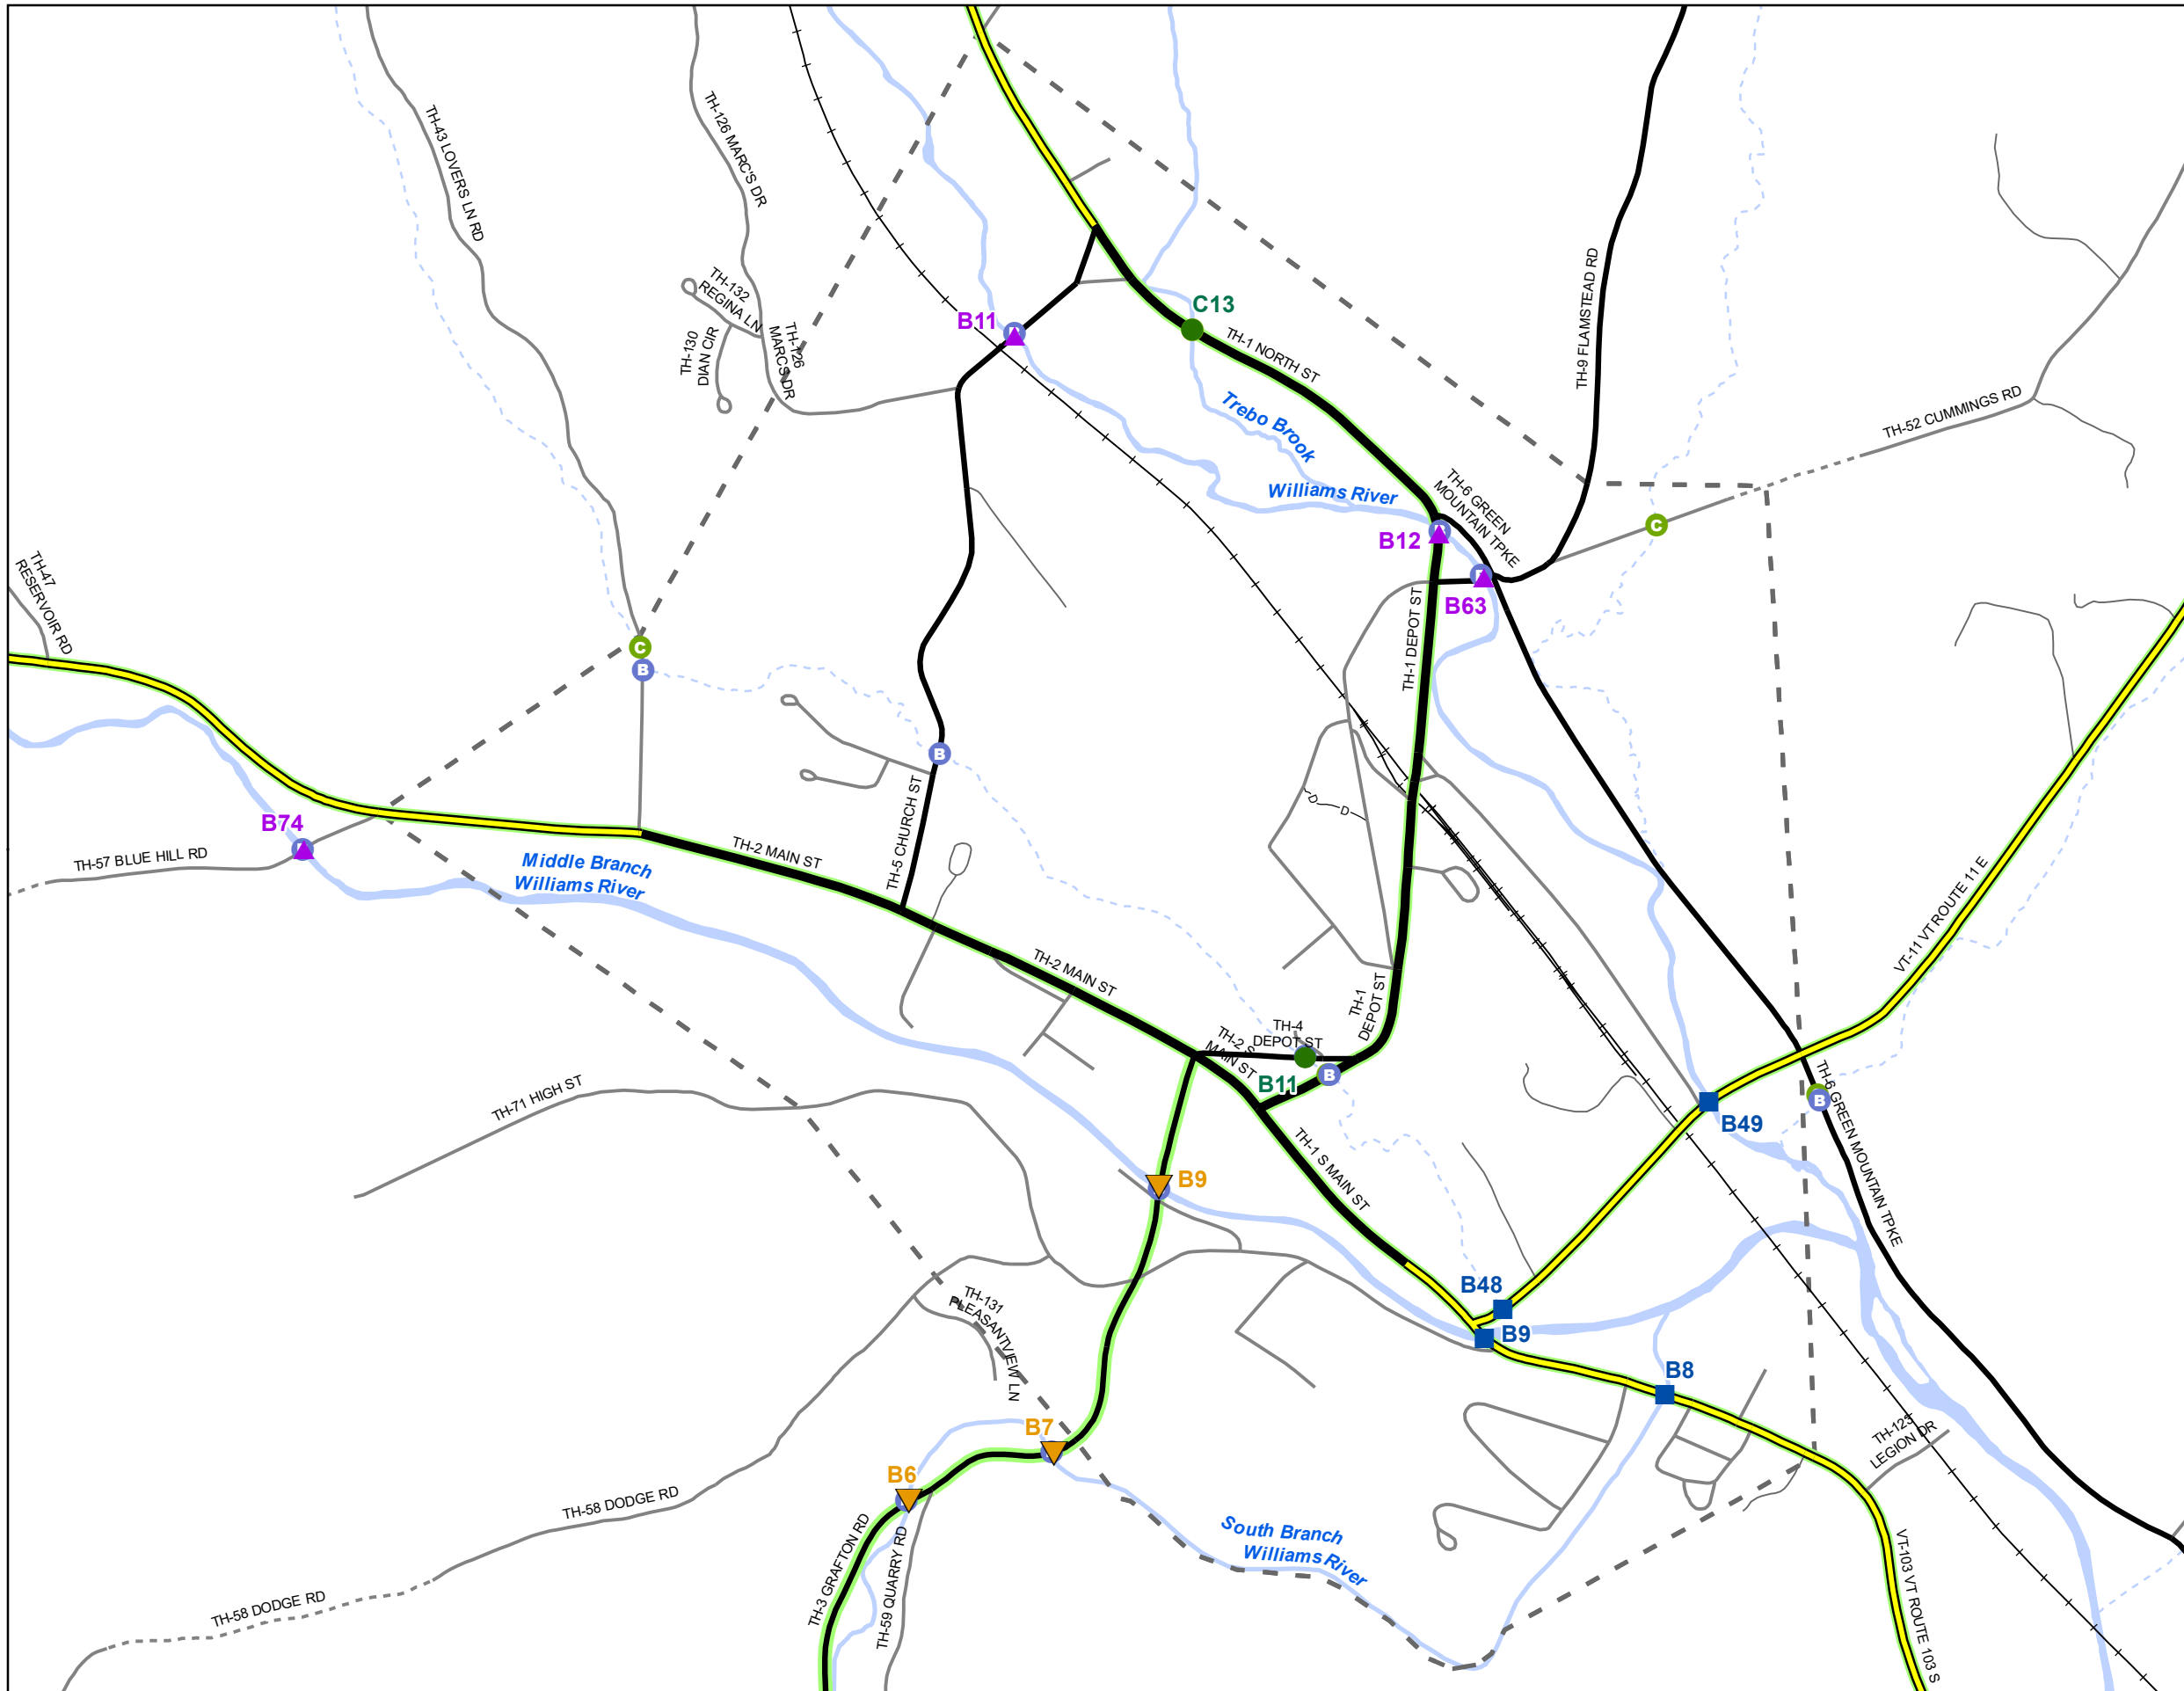 TH-43 LOVERS LN RD
TH-126 MARC'S DR
TH-132
REGINA LN
TH-130
DIAN CIR
TH-126
MARCS DR
B11
C13
TH-1 NORTH ST
Trebo Brook
Williams River
TH-9 FLAMSTEAD RD
TH-52 CUMMINGS RD
TH-6 GREEN
MOUNTAIN TPKE
B12
B63
C
TH-47
RESERVOIR RD
C
B
B
TH-1 DEPOT ST
D
D
B74
TH-57 BLUE HILL RD
TH-2 MAIN ST
Middle Branch
Williams River
TH-5 CHURCH ST
TH-2 MAIN ST
VT-11 VT ROUTE 11 E
TH-1
DEPOT ST
TH-4
DEPOT ST
TH-2 S
MAIN ST
B11
B
TH-71 HIGH ST
B9
TH-1 S MAIN ST
B49
B
TH-6 GREEN MOUNTAIN TPKE
TH-131
PLEASANTVIEW LN
B48
B9
B8
B7
B6
TH-123
LEGION DR
TH-58 DODGE RD
TH-58 DODGE RD
TH-3 GRAFTON RD
TH-59 QUARRY RD
South Branch
Williams River
VT-103 VT ROUTE 103 S